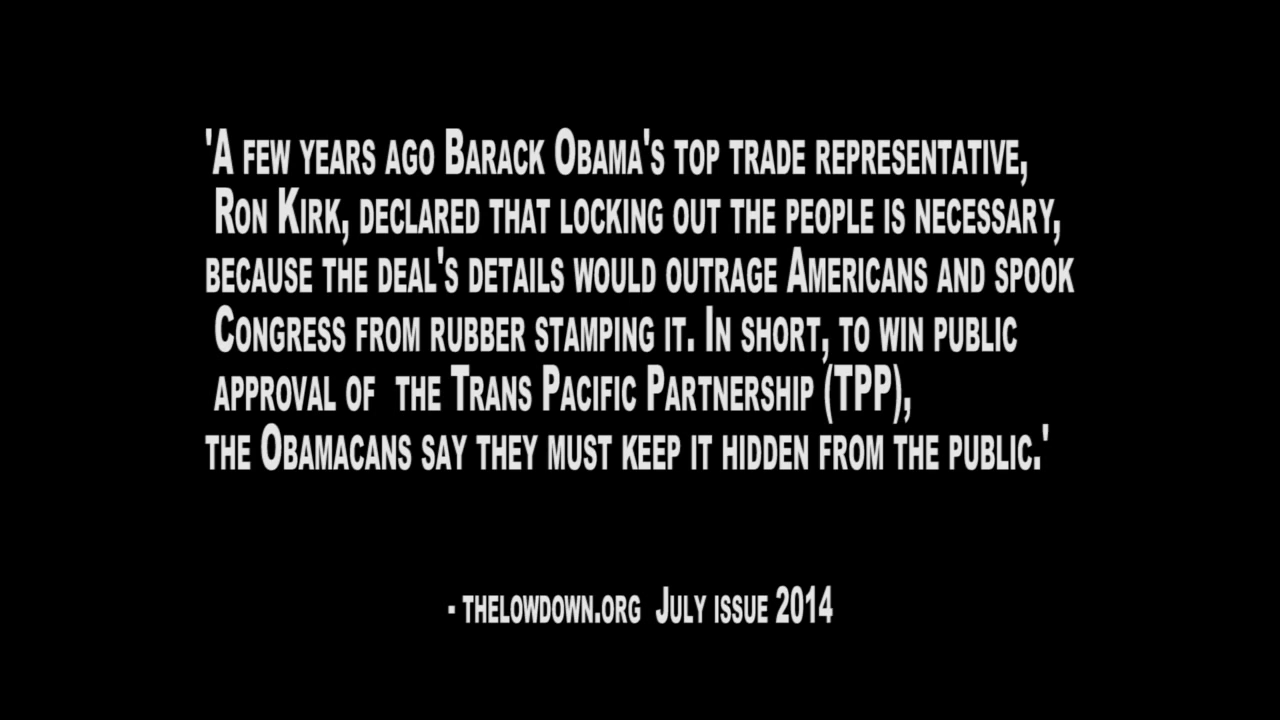 'A FEW YEARS AGO BARACK OBAMA'S TOP TRADE REPRESENTATIVE,
RON KIRK, DECLARED THAT LOCKING OUT THE PEOPLE IS NECESSARY,
BECAUSE THE DEAL'S DETAILS WOULD OUTRAGE AMERICANS AND SPOOK
CONGRESS FROM RUBBER STAMPING IT. IN SHORT, TO WIN PUBLIC
APPROVAL OF THE TRANS PACIFIC PARTNERSHIP (TPP),
THE OBAMACANS SAY THEY MUST KEEP IT HIDDEN FROM THE PUBLIC.'
- THELOWDOWN.ORG JULY ISSUE 2014